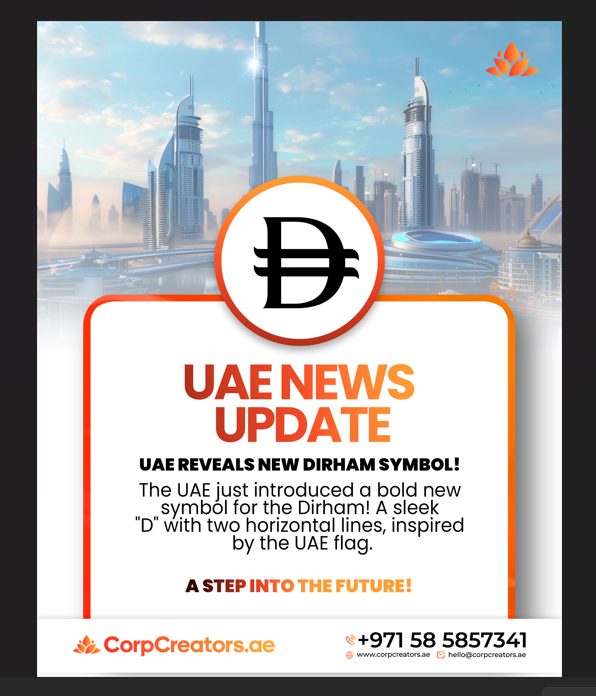 UAE NEWS
UPDATE
UAE REVEALS NEW DIRHAM SYMBOL!
The UAE just introduced a bold new
symbol for the Dirham! A sleek
"D" with two horizontal lines, inspired
by the UAE flag.
A STEP INTO THE FUTURE!
CorpCreators.ae
+971 58 5857341
www.corpcreators.ae hello@corpcreators.ae